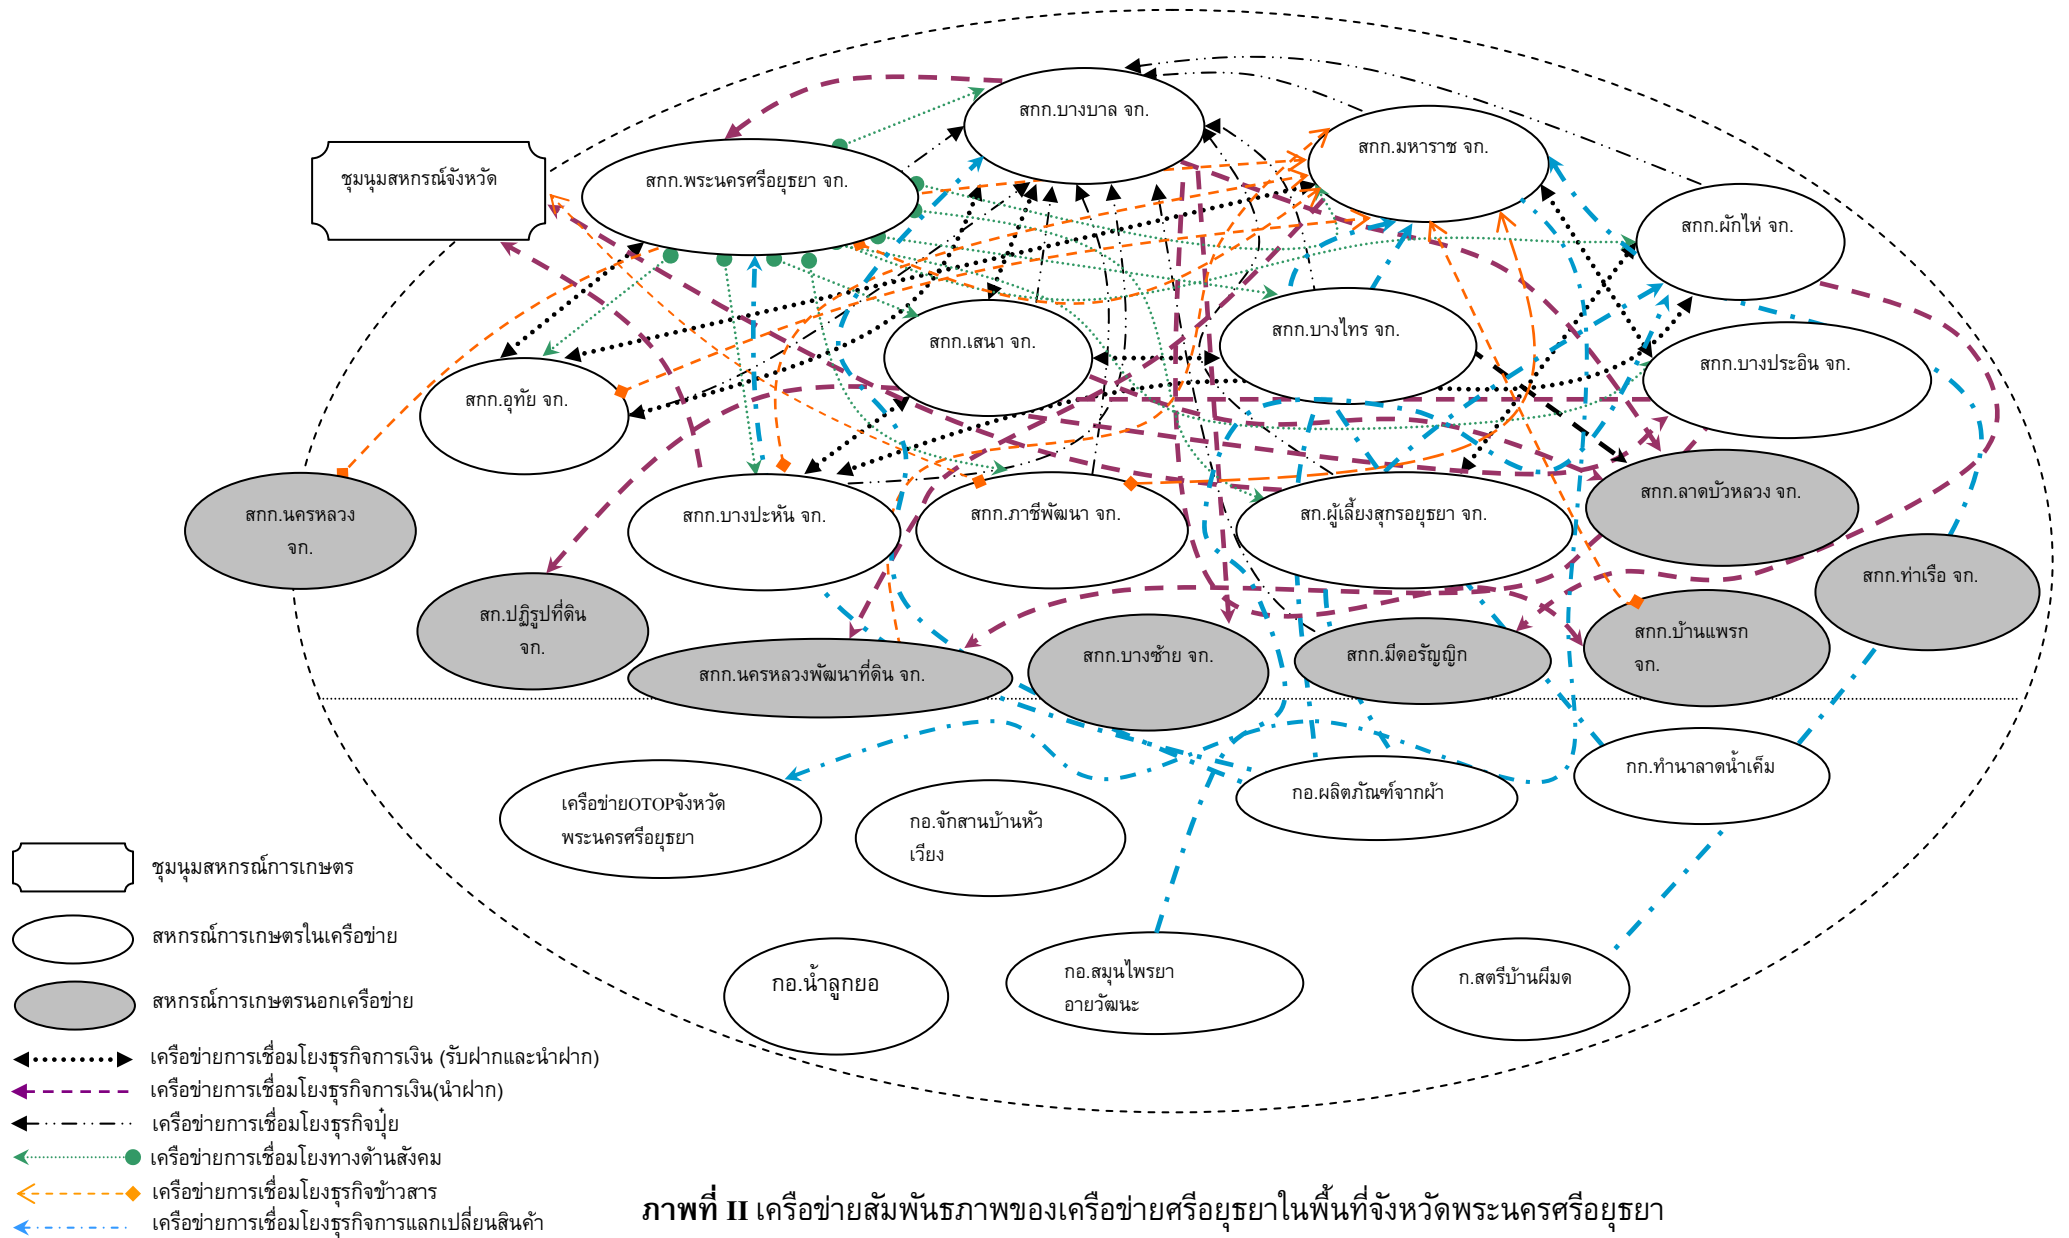 สกก.บางบาล จก.
สกก.มหาราช จก.
ชุมนุมสหกรณ์จังหวัด
สกก.พระนครศรีอยุธยา จก.
สกก.ผักไห่ จก.
สกก.เสนา จก.
สกก.บางไทร จก.
สกก.บางประอิน จก.
สกก.อุทัย จก.
สกก.นครหลวง
จก.
สกก.บางปะหัน จก.
สกก.ภาชีพัฒนา จก.
สก.ผู้เลี้ยงสุกรอยุธยา จก.
สกก.ลาดบัวหลวง จก.
สกก.ท่าเรือ จก.
สก.ปฏิรูปที่ดิน
จก.
สกก.นครหลวงพัฒนาที่ดิน จก.
สกก.บางซ้าย จก.
สกก.มีดอรัญญิก
สกก.บ้านแพรก
จก.
เครือข่ายOTOPจังหวัด
พระนครศรีอยุธยา
กอ.จักสานบ้านหัว
เวียง
กอ.ผลิตภัณฑ์จากผ้า
กก.ทำนาลาดน้ำเค็ม
กอ.น้ำลูกยอ
กอ.สมุนไพรยา
อายวัฒนะ
ก.สตรีบ้านผีมด
ชุมนุมสหกรณ์การเกษตร
สหกรณ์การเกษตรในเครือข่าย
สหกรณ์การเกษตรนอกเครือข่าย
เครือข่ายการเชื่อมโยงธุรกิจการเงิน (รับฝากและนำฝาก)
เครือข่ายการเชื่อมโยงธุรกิจการเงิน(นำฝาก)
เครือข่ายการเชื่อมโยงธุรกิจปุ๋ย
เครือข่ายการเชื่อมโยงทางด้านสังคม
เครือข่ายการเชื่อมโยงธุรกิจข้าวสาร
เครือข่ายการเชื่อมโยงธุรกิจการแลกเปลี่ยนสินค้า
ภาพที่ II เครือข่ายสัมพันธภาพของเครือข่ายศรีอยุธยาในพื้นที่จังหวัดพระนครศรีอยุธยา